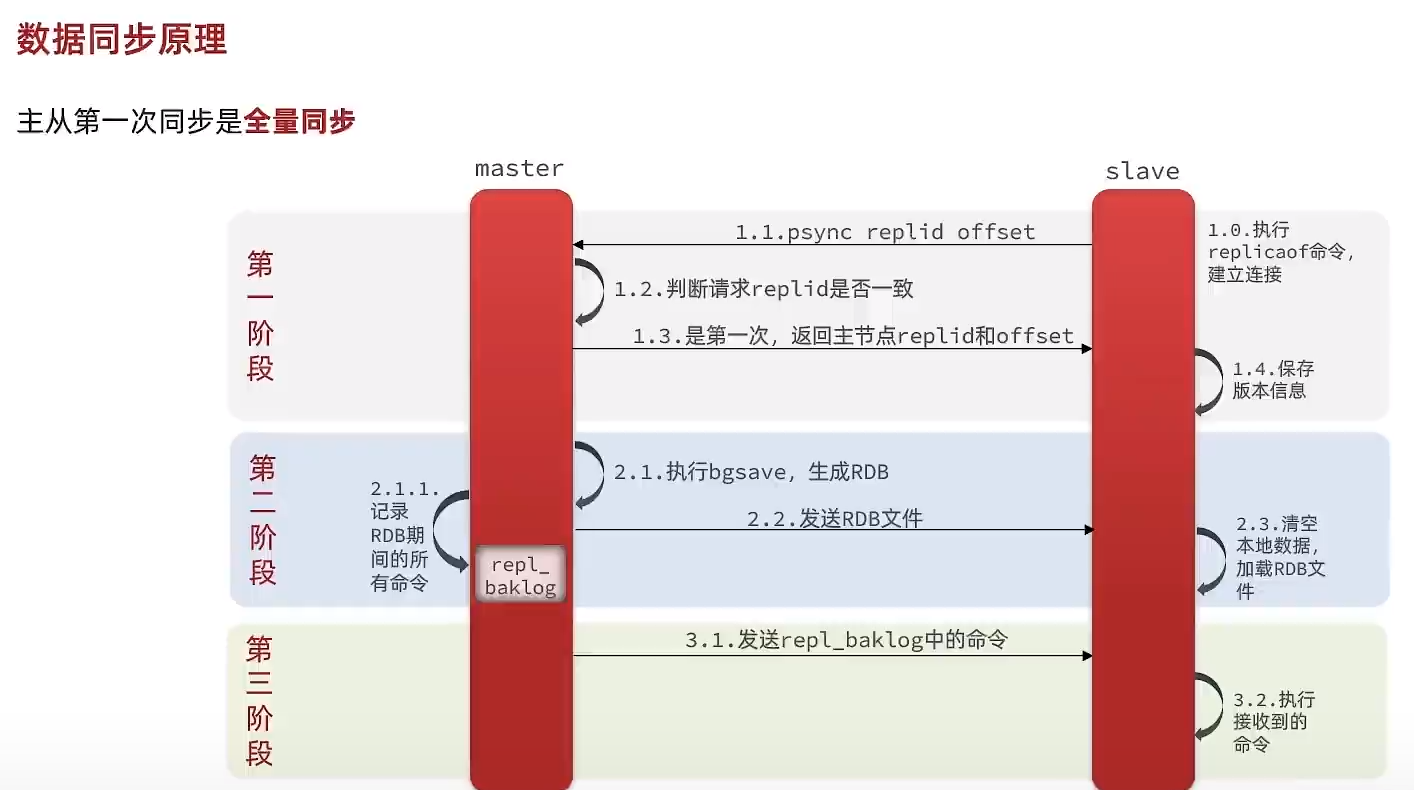 数据同步原理
主从第一次同步是全量同步
master
slave
第一阶段
1.1.psync replid offset
1.0.执行
replicaof命令，
建立连接
1.2.判断请求replid是否一致
1.3.是第一次，返回主节点replid和offset
1.4.保存
版本信息
第二阶段
2.1.执行bgsave，生成RDB
2.1.1.
记录
RDB期
间的所
有命令
2.2.发送RDB文件
repl_
baklog
2.3.清空
本地数据，
加载RDB文
件
第三阶段
3.1.发送repl_baklog中的命令
3.2.执行
接收到的
命令